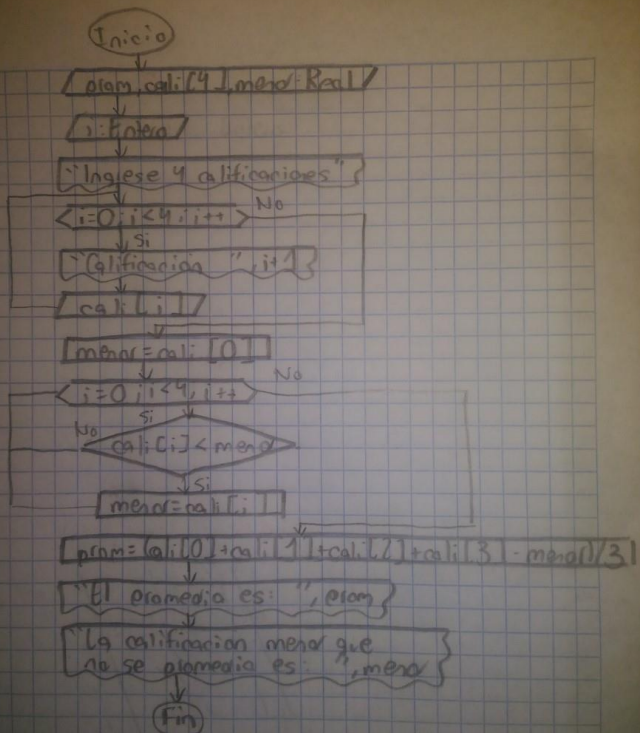 Inicio
prom, cali[4], menor: Real
i: Entero
"Ingrese 4 calificaciones"
i=0, i<4, i++ No
Si
"Calificacion ", i+1
cali[i]
menor=cali[0]
No
i=0, i<4, i++
Si
No
cali[i]<menor
Si
menor=cali[i]
prom=(cali[0]+cali[1]+cali[2]+cali[3]-menor)/3
"El promedio es: ", prom
"La calificacion menor que
no se promedio es: ", menor
Fin